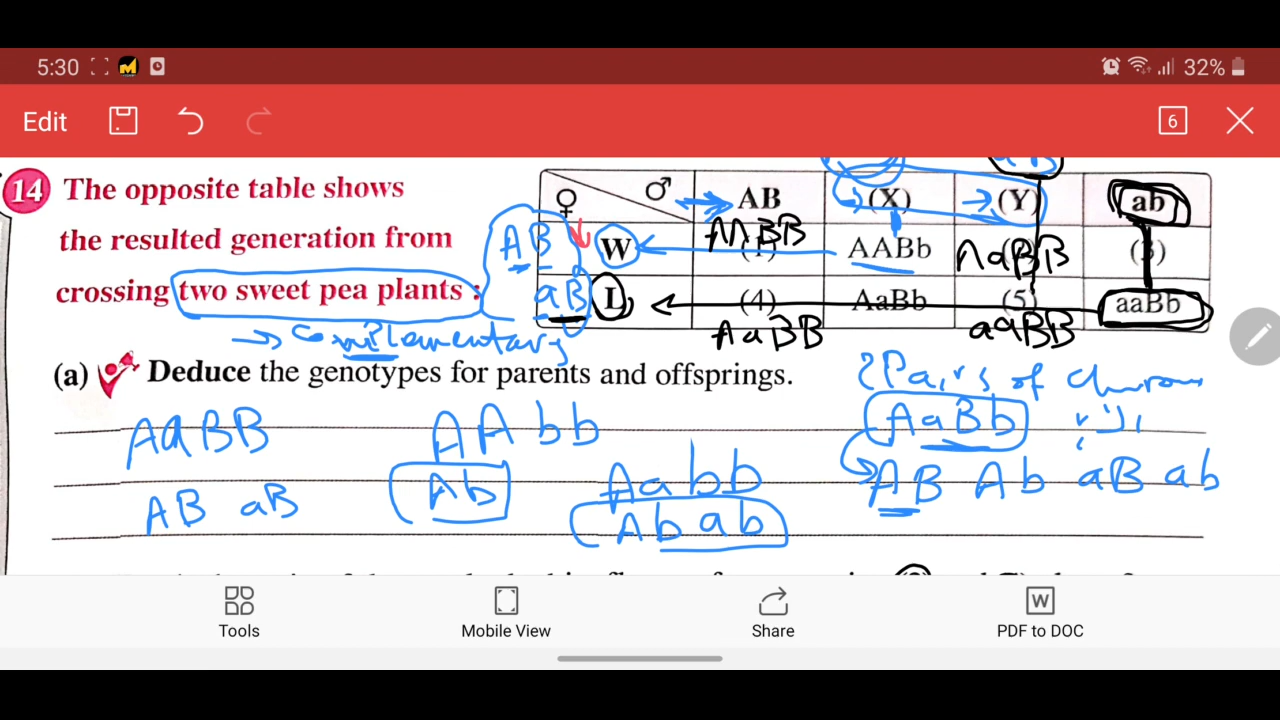 5:30 32%
Edit 6
14 The opposite table shows
the resulted generation from
crossing two sweet pea plants :
→ Complementary
AB
aB
♀ ♂ AB (X) (Y) ab
W (1) AABB AABb AaBB (3)
L (4) AaBB AaBb (5) aaBB aaBb
(a) Deduce the genotypes for parents and offsprings.
2 Pairs of
AaBB AAbb AaBb
AB aB Ab Aabb AB Ab aB ab
Ab ab
Tools Mobile View Share PDF to DOC
W